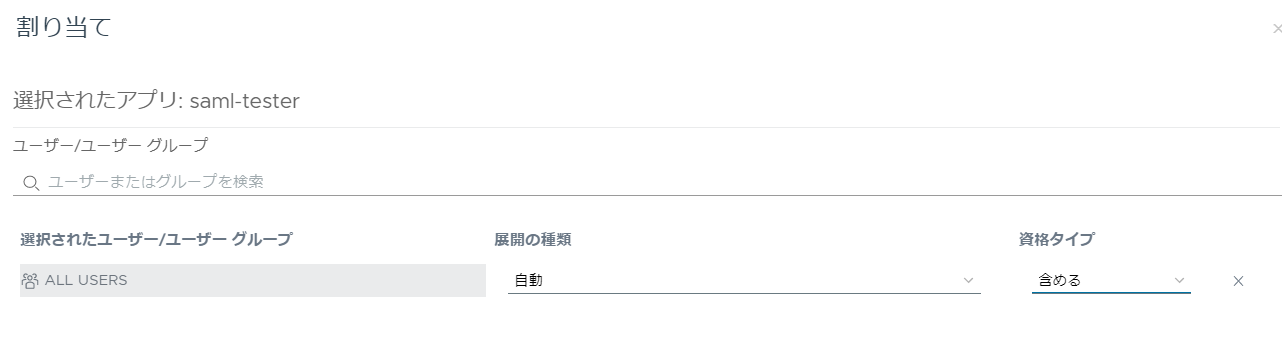 割り当て
選択されたアプリ: saml-tester
ユーザー/ユーザー グループ
ユーザーまたはグループを検索
選択されたユーザー/ユーザー グループ 展開の種類 資格タイプ
ALL USERS 自動 含める